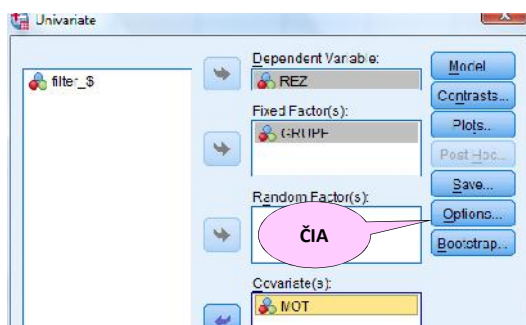 Univariate
Dependent Variable:
filter_$
REZ
Fixed Factor(s):
GRUPE
Random Factor(s):
ČIA
Covariate(s):
MOT
Model
Contrasts...
Plots..
Post Hoc...
Save...
Options...
Bootstrap...